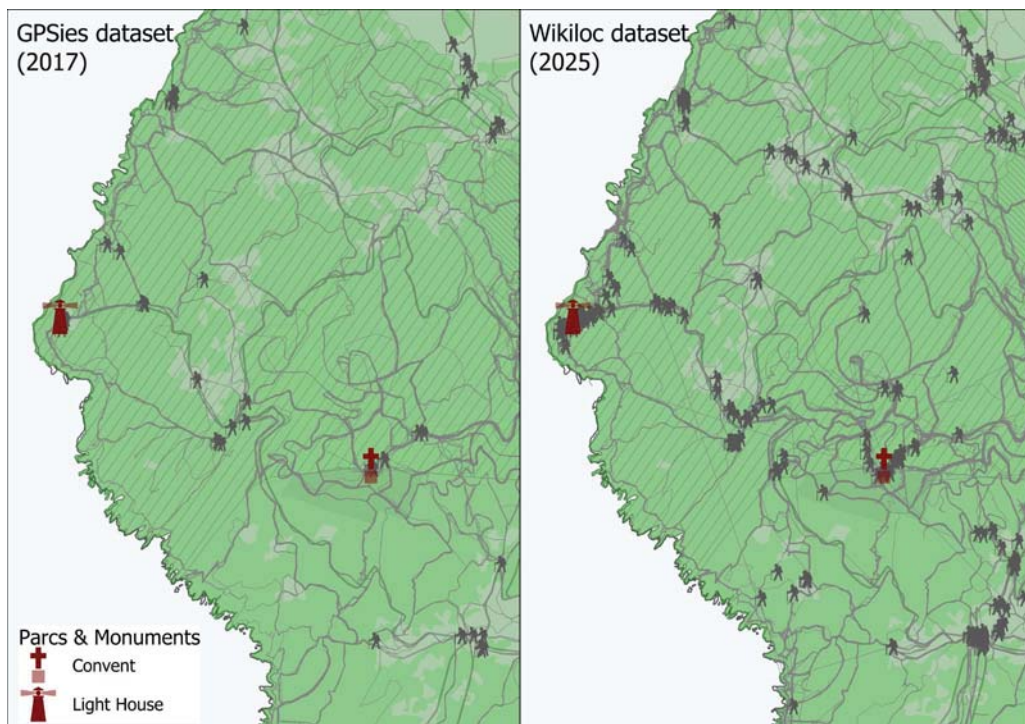 GPSies dataset
(2017)
Wikiloc dataset
(2025)
Parcs & Monuments
Convent
Light House